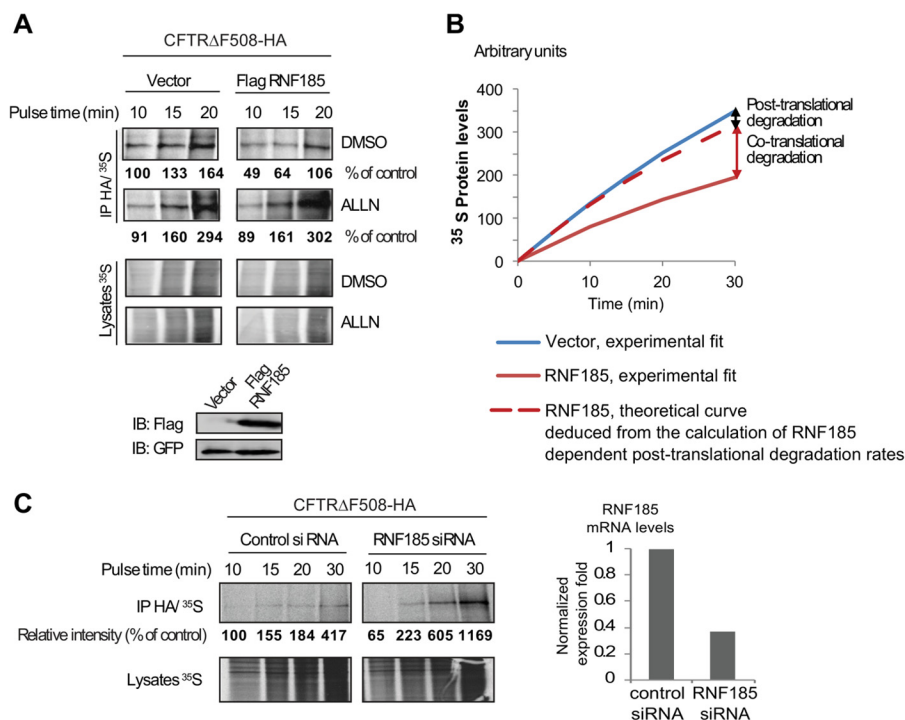 A
CFTRΔF508-HA
Vector Flag RNF185
Pulse time (min) 10 15 20 10 15 20
IP HA/ 35S
DMSO
100 133 164 49 64 106 % of control
ALLN
91 160 294 89 161 302 % of control
Lysates 35S
DMSO
ALLN
Vector
Flag RNF185
IB: Flag
IB: GFP
B
Arbitrary units
35 S Protein levels
400
300
200
100
0
0 10 20 30
Time (min)
Post-translational
degradation
Co-translational
degradation
Vector, experimental fit
RNF185, experimental fit
RNF185, theoretical curve
deduced from the calculation of RNF185
dependent post-translational degradation rates
C
CFTRΔF508-HA
Control si RNA RNF185 siRNA
Pulse time (min) 10 15 20 30 10 15 20 30
IP HA/ 35S
Relative intensity (% of control) 100 155 184 417 65 223 605 1169
Lysates 35S
RNF185
mRNA levels
Normalized
expression fold
1
0.8
0.6
0.4
0.2
0
control
siRNA
RNF185
siRNA